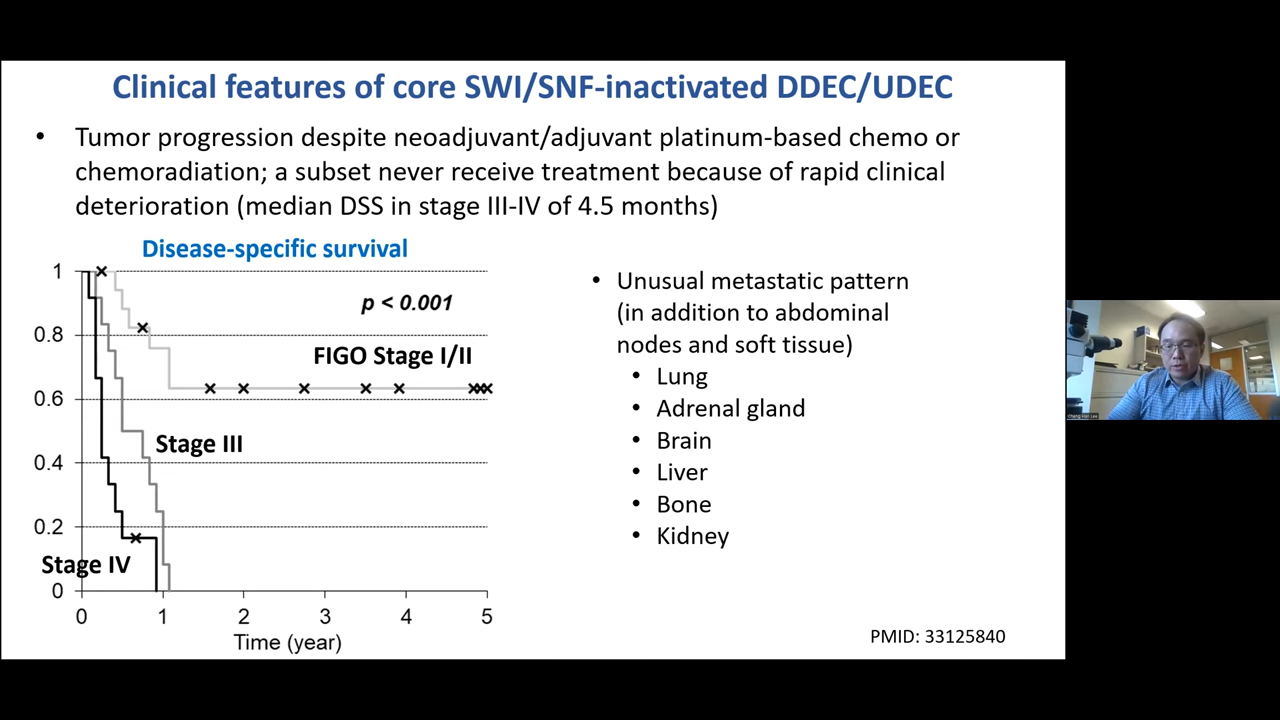 Clinical features of core SWI/SNF-inactivated DDEC/UDEC
• Tumor progression despite neoadjuvant/adjuvant platinum-based chemo or
chemoradiation; a subset never receive treatment because of rapid clinical
deterioration (median DSS in stage III-IV of 4.5 months)
Disease-specific survival
1
0.8
0.6
0.4
0.2
0
p < 0.001
FIGO Stage I/II
Stage III
Stage IV
0 1 2 3 4 5
Time (year)
• Unusual metastatic pattern
(in addition to abdominal
nodes and soft tissue)
• Lung
• Adrenal gland
• Brain
• Liver
• Bone
• Kidney
PMID: 33125840